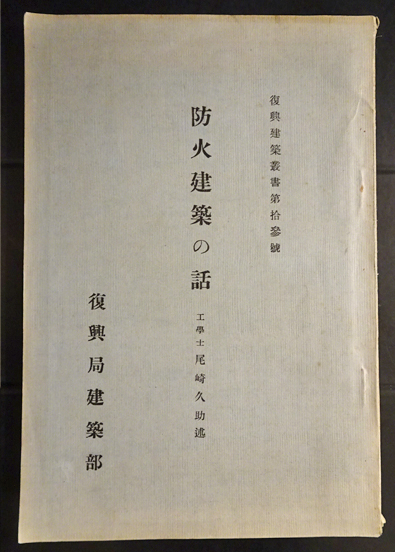 復興建築叢書第拾參號
防火建築の話
工學士 尾崎久助述
復興局建築部